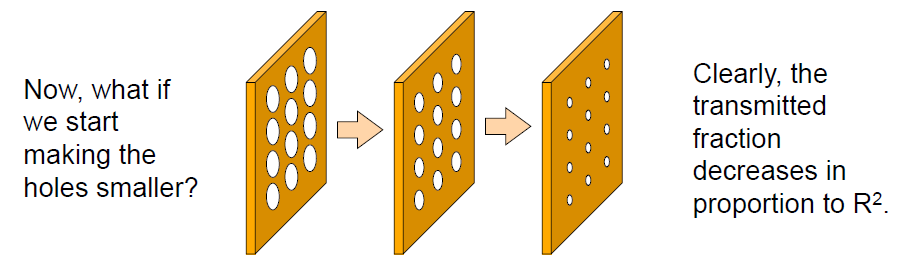 Now, what if
we start
making the
holes smaller?
Clearly, the
transmitted
fraction
decreases in
proportion to R².